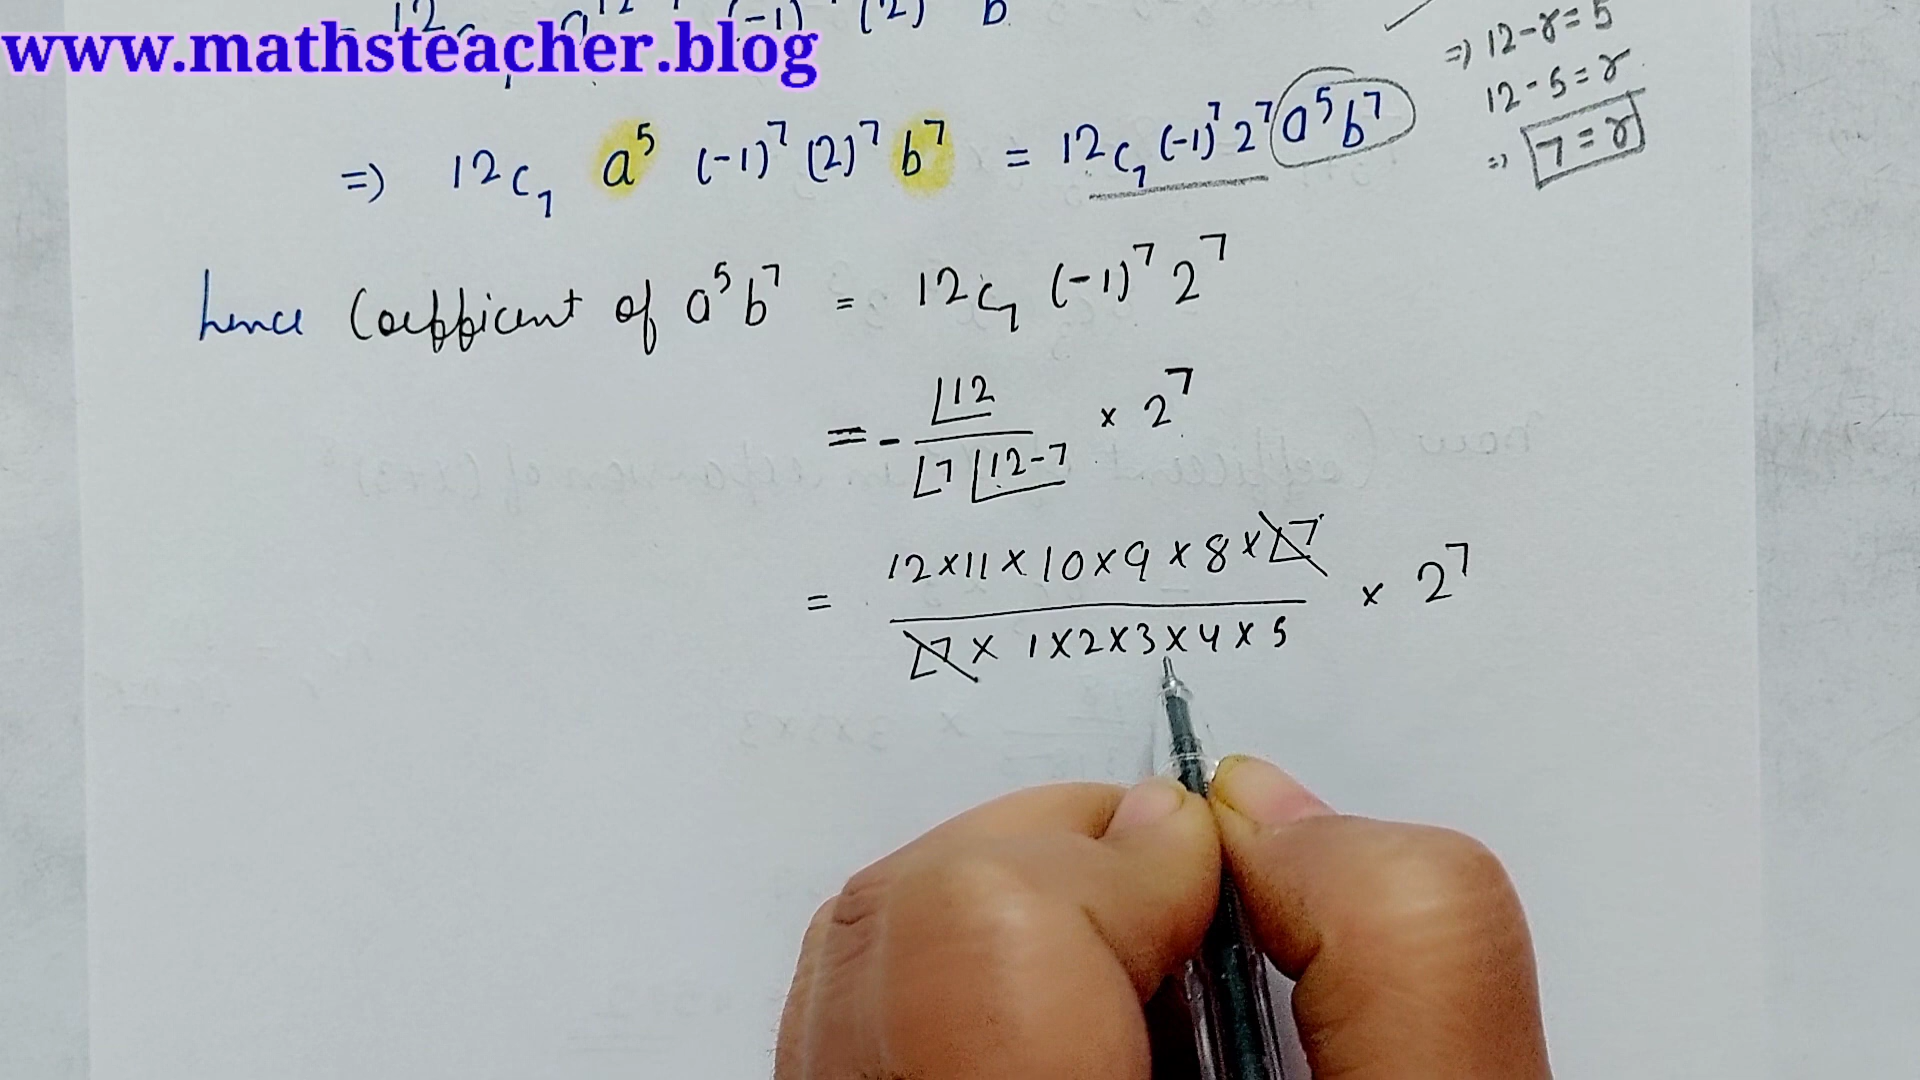 www.mathsteacher.blog
=> 12-r=5
12-5=r
=> 7=r
=> 12c₇ a⁵ (-1)⁷ (2)⁷ b⁷ = 12c₇ (-1)⁷ 2⁷ a⁵b⁷
hence Coefficient of a⁵b⁷ = 12c₇ (-1)⁷ 2⁷
= - ⌊12 / ⌊7 ⌊12-7 × 2⁷
= 12×11×10×9×8×⌊7 / ⌊7 × 1×2×3×4×5 × 2⁷